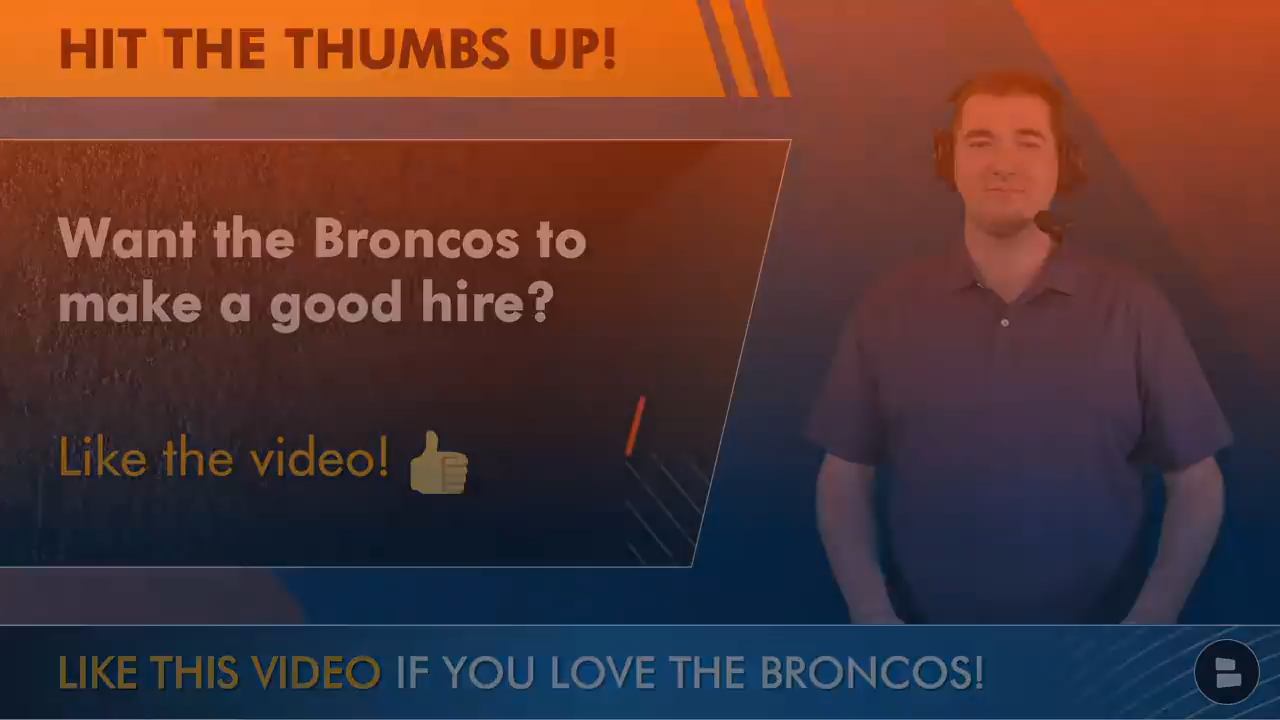 HIT THE THUMBS UP!
Want the Broncos to
make a good hire?
Like the video! 👍
LIKE THIS VIDEO IF YOU LOVE THE BRONCOS!